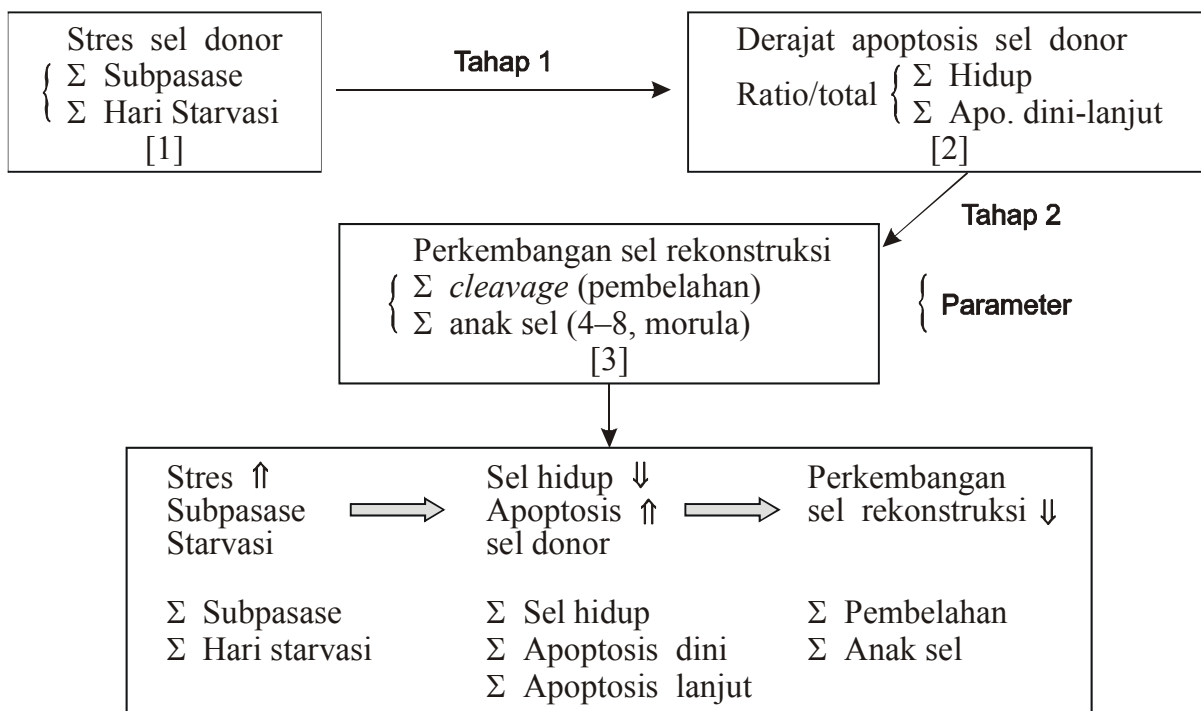 Stres sel donor
Σ Subpasase
Σ Hari Starvasi
[1]
Tahap 1
Derajat apoptosis sel donor
Ratio/total
Σ Hidup
Σ Apo. dini-lanjut
[2]
Tahap 2
Perkembangan sel rekonstruksi
Σ cleavage (pembelahan)
Σ anak sel (4–8, morula)
[3]
{ Parameter
Stres ⇑
Subpasase
Starvasi
Σ Subpasase
Σ Hari starvasi
Sel hidup ⇓
Apoptosis ⇑
sel donor
Σ Sel hidup
Σ Apoptosis dini
Σ Apoptosis lanjut
Perkembangan
sel rekonstruksi ⇓
Σ Pembelahan
Σ Anak sel